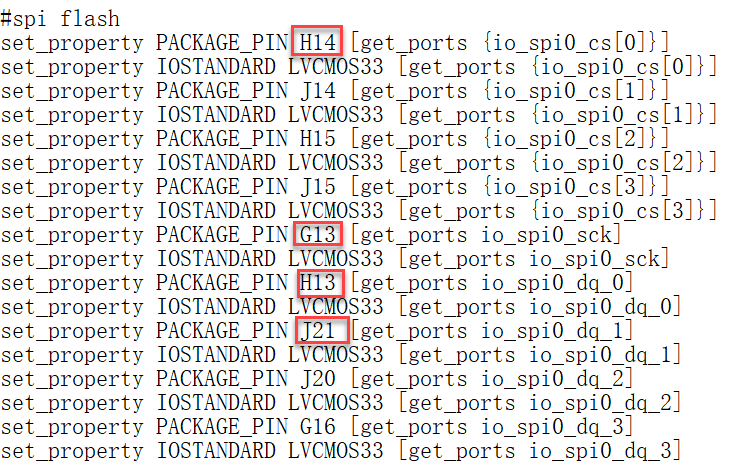 #spi flash
set_property PACKAGE_PIN H14 [get_ports {io_spi0_cs[0]}]
set_property IOSTANDARD LVCMOS33 [get_ports {io_spi0_cs[0]}]
set_property PACKAGE_PIN J14 [get_ports {io_spi0_cs[1]}]
set_property IOSTANDARD LVCMOS33 [get_ports {io_spi0_cs[1]}]
set_property PACKAGE_PIN H15 [get_ports {io_spi0_cs[2]}]
set_property IOSTANDARD LVCMOS33 [get_ports {io_spi0_cs[2]}]
set_property PACKAGE_PIN J15 [get_ports {io_spi0_cs[3]}]
set_property IOSTANDARD LVCMOS33 [get_ports {io_spi0_cs[3]}]
set_property PACKAGE_PIN G13 [get_ports io_spi0_sck]
set_property IOSTANDARD LVCMOS33 [get_ports io_spi0_sck]
set_property PACKAGE_PIN H13 [get_ports io_spi0_dq_0]
set_property IOSTANDARD LVCMOS33 [get_ports io_spi0_dq_0]
set_property PACKAGE_PIN J21 [get_ports io_spi0_dq_1]
set_property IOSTANDARD LVCMOS33 [get_ports io_spi0_dq_1]
set_property PACKAGE_PIN J20 [get_ports io_spi0_dq_2]
set_property IOSTANDARD LVCMOS33 [get_ports io_spi0_dq_2]
set_property PACKAGE_PIN G16 [get_ports io_spi0_dq_3]
set_property IOSTANDARD LVCMOS33 [get_ports io_spi0_dq_3]